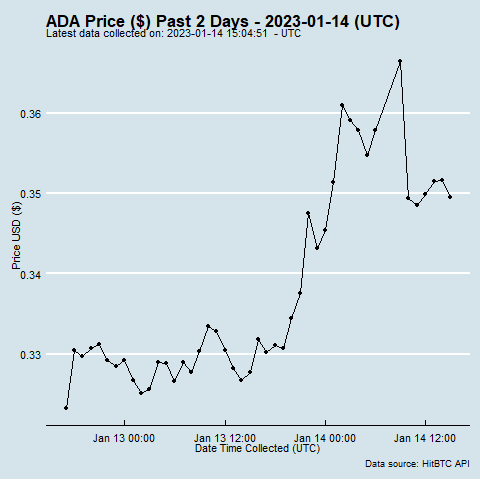 ADA Price ($) Past 2 Days - 2023-01-14 (UTC)
Latest data collected on: 2023-01-14 15:04:51 - UTC
0.36
0.35
0.34
0.33
Price USD ($)
Jan 13 00:00 Jan 13 12:00 Jan 14 00:00 Jan 14 12:00
Date Time Collected (UTC)
Data source: HitBTC API